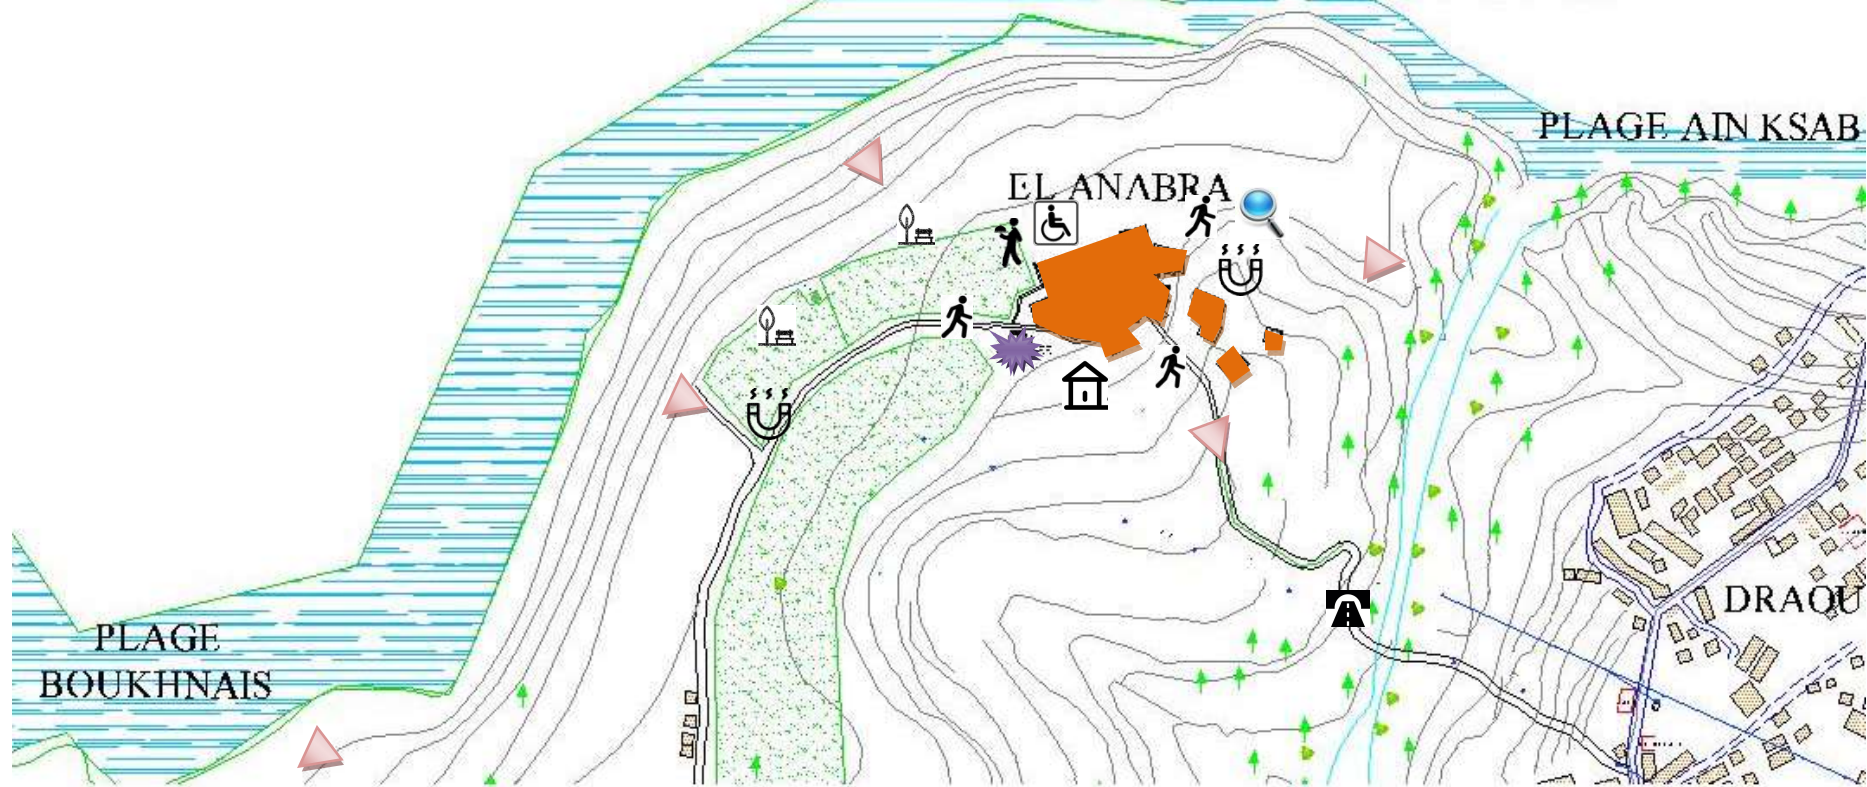 PLAGE AIN KSAB
EL ANABRA
DRAOU
PLAGE
BOUKHNAIS